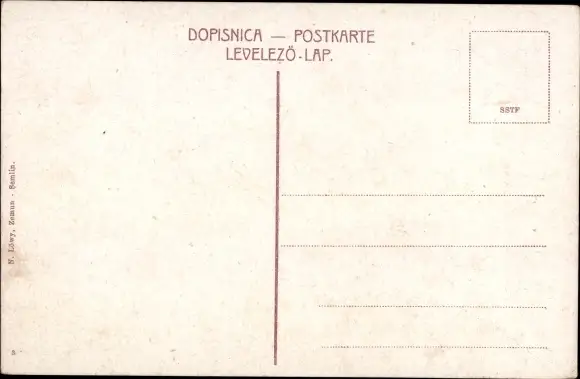 DOPISNICA — POSTKARTE
LEVELEZŐ-LAP.
SSTF
N. Löwy, Zemun - Semlin.